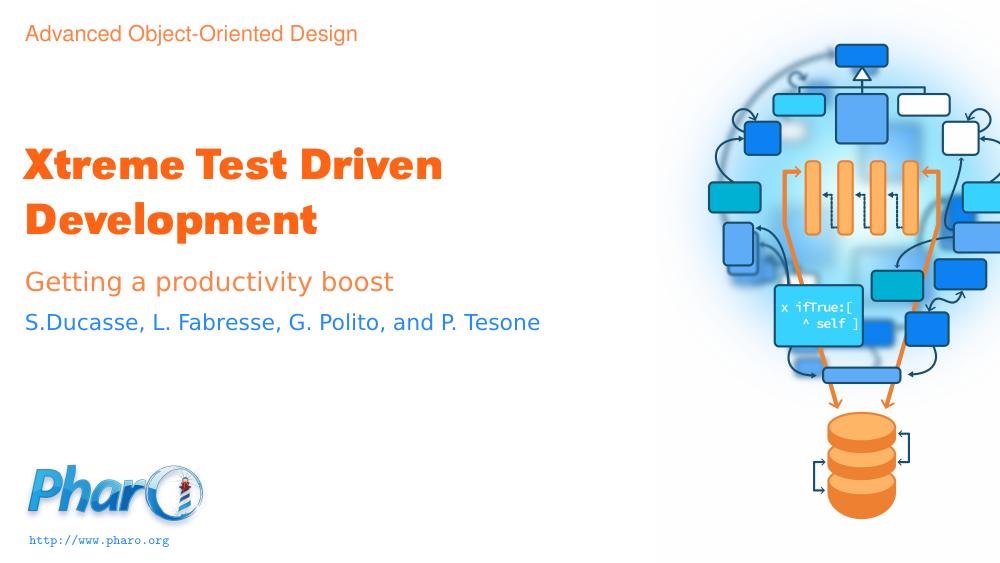 Advanced Object-Oriented Design
Xtreme Test Driven
Development
Getting a productivity boost
S.Ducasse, L. Fabresse, G. Polito, and P. Tesone
x ifTrue:[
^ self ]
Pharo
http://www.pharo.org